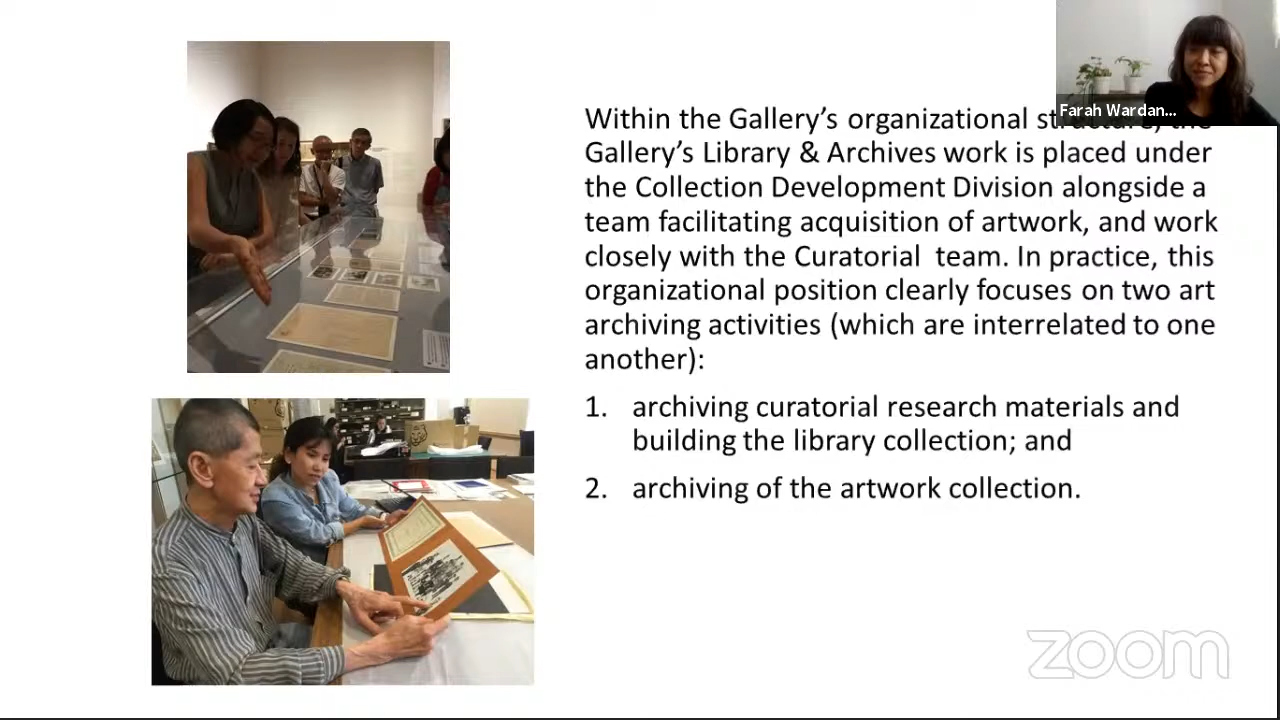 Farah Wardan...
Within the Gallery's organizational structure, the
Gallery's Library & Archives work is placed under
the Collection Development Division alongside a
team facilitating acquisition of artwork, and work
closely with the Curatorial  team. In practice, this
organizational position clearly focuses on two art
archiving activities (which are interrelated to one
another):
1. archiving curatorial research materials and
building the library collection; and
2. archiving of the artwork collection.
zoom